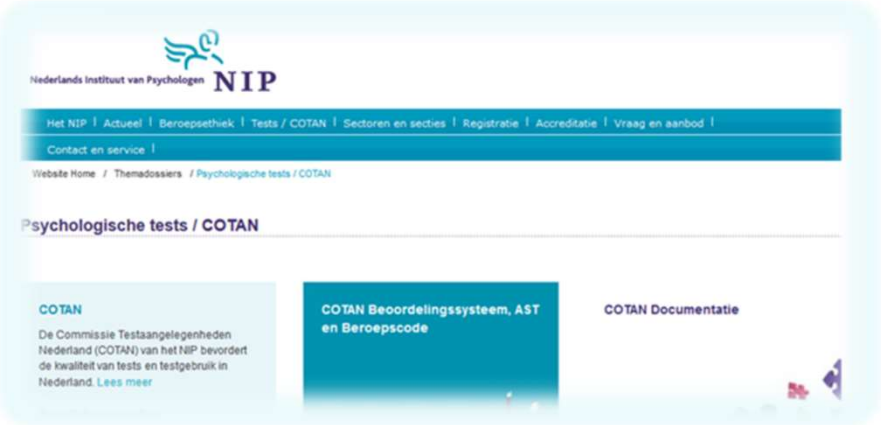 Nederlands Instituut van Psychologen NIP
Het NIP | Actueel | Beroepsethiek | Tests / COTAN | Sectoren en secties | Registratie | Accreditatie | Vraag en aanbod |
Contact en service |
Website Home / Themadossiers / Psychologische tests / COTAN
Psychologische tests / COTAN
COTAN
De Commissie Testaangelegenheden
Nederland (COTAN) van het NIP bevordert
de kwaliteit van tests en testgebruik in
Nederland. Lees meer
COTAN Beoordelingssysteem, AST
en Beroepscode
COTAN Documentatie